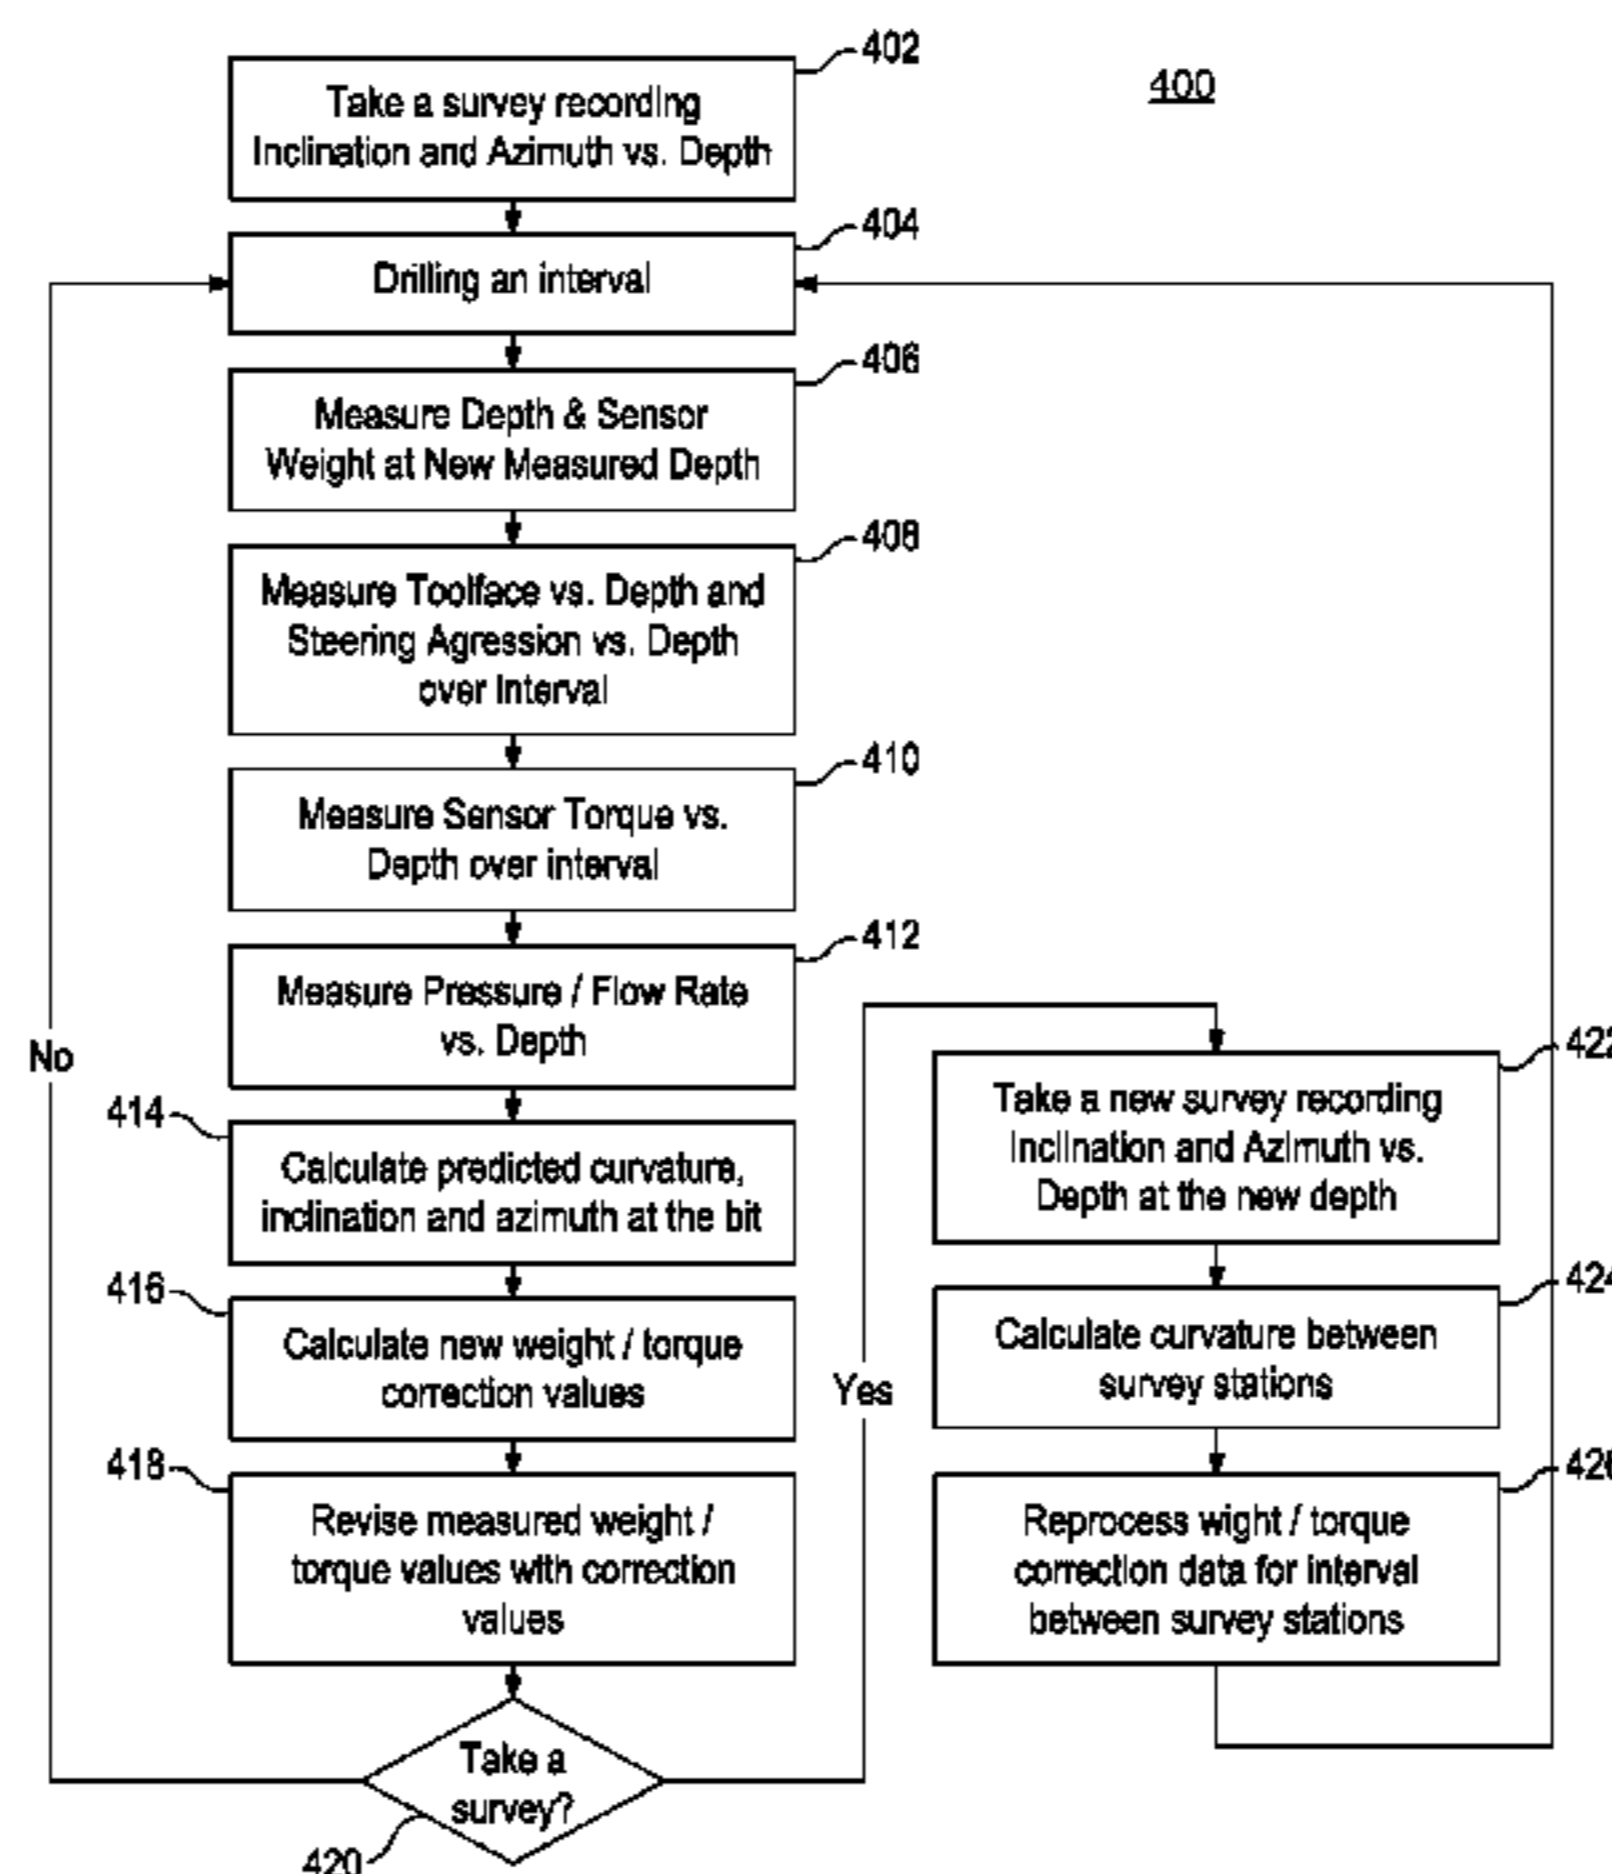 400
402
Take a survey recording
Inclination and Azimuth vs. Depth
404
Drilling an interval
406
Measure Depth & Sensor
Weight at New Measured Depth
408
Measure Toolface vs. Depth and
Steering Agression vs. Depth
over Interval
410
Measure Sensor Torque vs.
Depth over interval
412
Measure Pressure / Flow Rate
vs. Depth
No
414
Calculate predicted curvature,
inclination and azimuth at the bit
416
Calculate new weight / torque
correction values
418
Revise measured weight /
torque values with correction
values
Take a
survey?
420
Yes
422
Take a new survey recording
Inclination and Azimuth vs.
Depth at the new depth
424
Calculate curvature between
survey stations
426
Reprocess wight / torque
correction data for interval
between survey stations